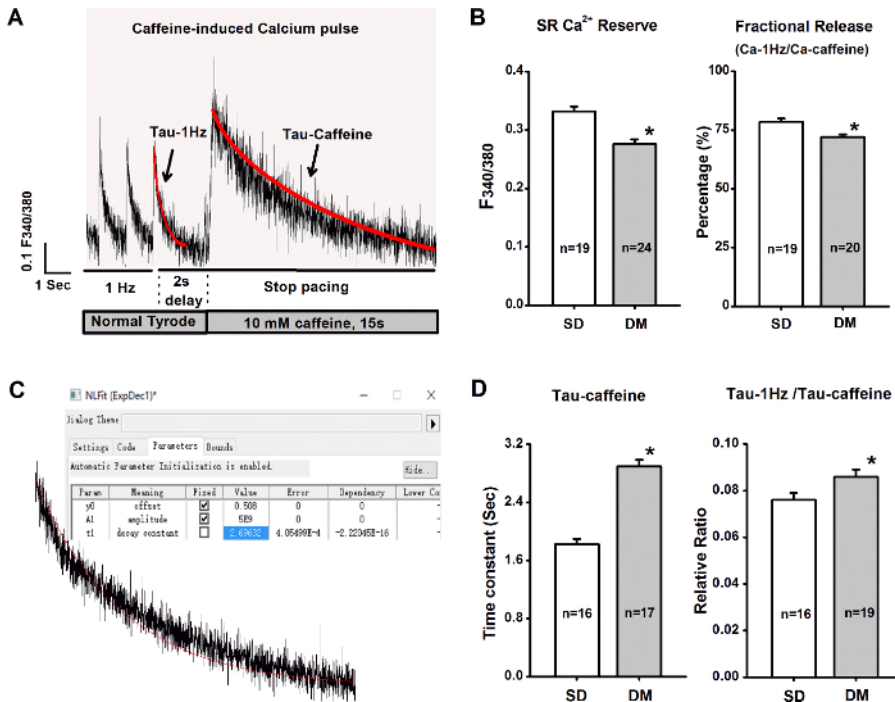 A
Caffeine-induced Calcium pulse
Tau-1Hz
Tau-Caffeine
0.1 F340/380
1 Sec
1 Hz
2s
delay
Stop pacing
Normal Tyrode
10 mM caffeine, 15s
B
SR Ca2+ Reserve
F340/380
0.4
0.3
0.2
0.1
0.0
n=19
n=24
*
SD
DM
Fractional Release
(Ca-1Hz/Ca-caffeine)
Percentage (%)
100
75
50
25
0
n=19
n=20
*
SD
DM
C
NLFit (ExpDec1)*
Dialog Theme
Settings Code Parameters Bounds
Automatic Parameter Initialization is enabled.
Hide..
Param Meaning Fixed Value Error Dependency Lower Co
y0 offset 0.508 0 0
A1 amplitude 5E9 0 0
t1 decay constant 2.69632 4.05499E-4 -2.22045E-16
D
Tau-caffeine
Time constant (Sec)
3.2
2.4
1.6
0.8
0.0
n=16
n=17
*
SD
DM
Tau-1Hz /Tau-caffeine
Relative Ratio
0.10
0.08
0.06
0.04
0.02
0.00
n=16
n=19
*
SD
DM